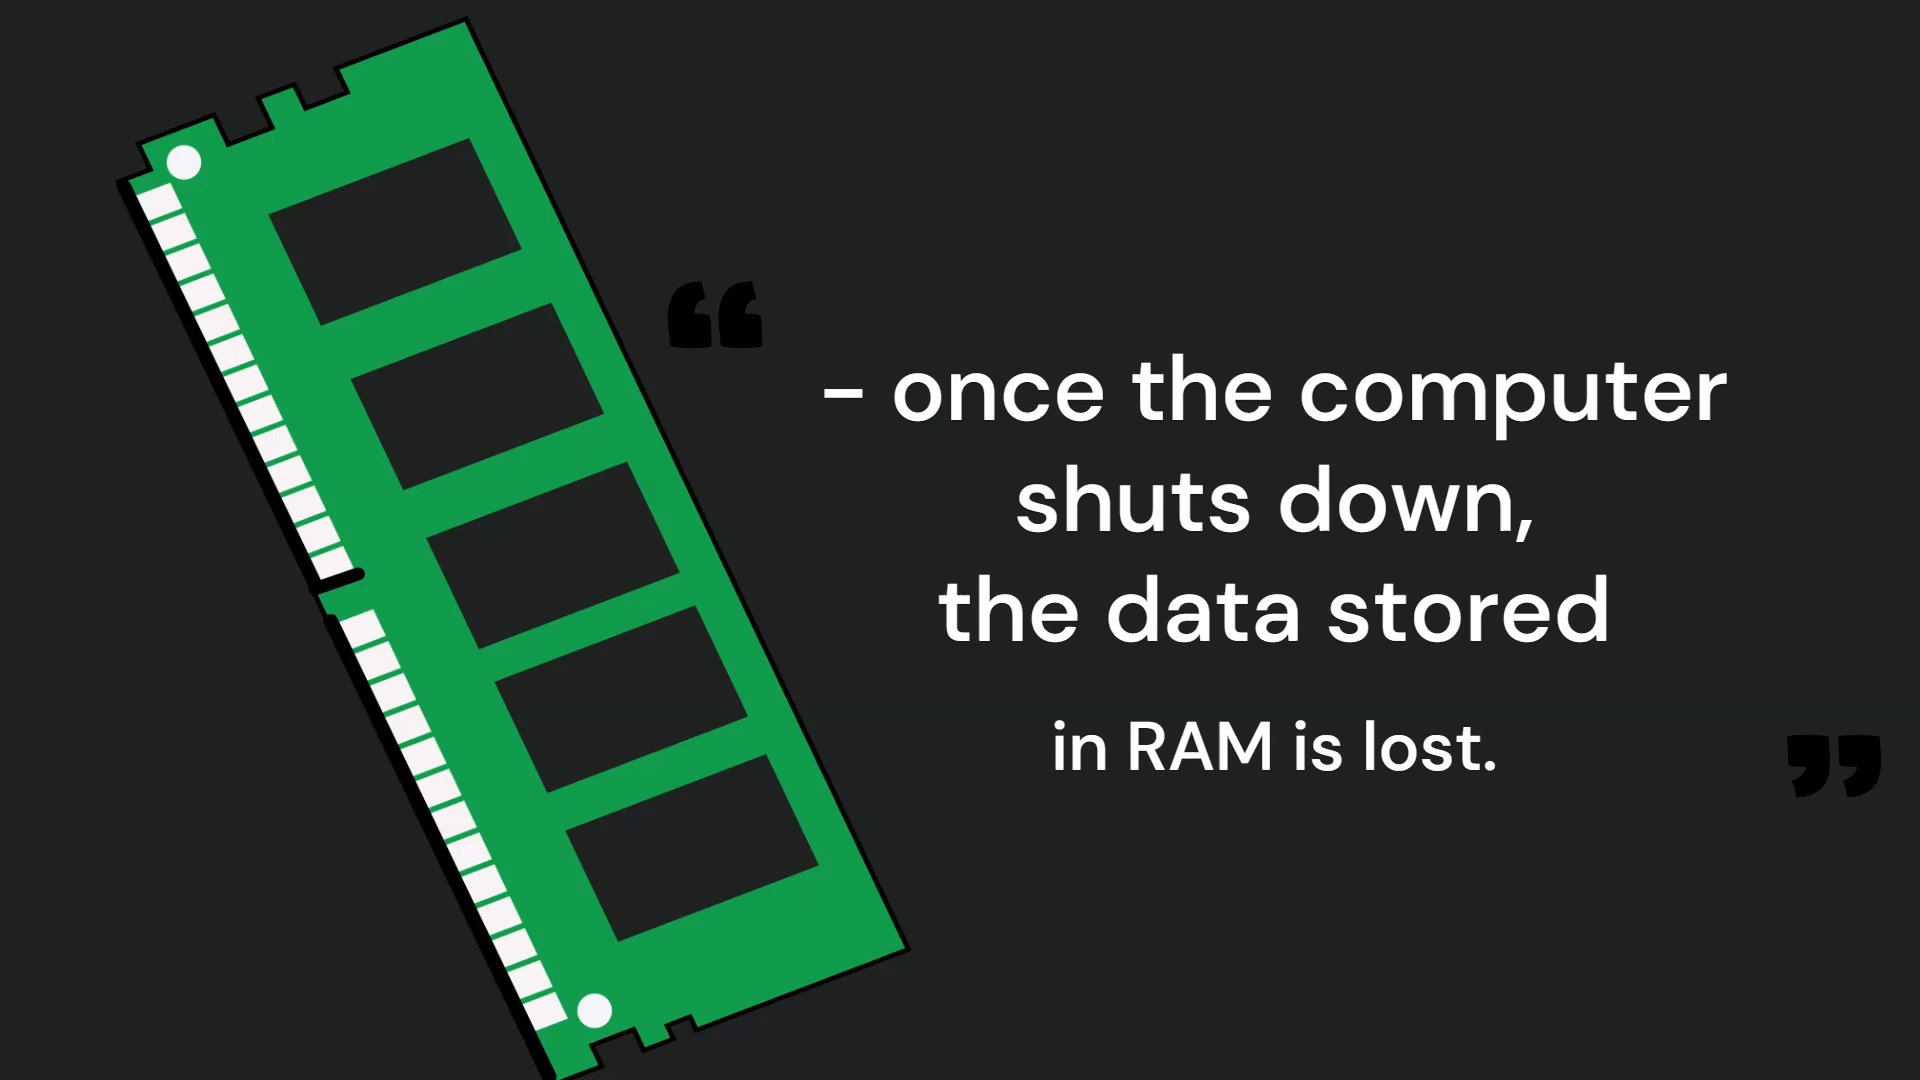 “
– once the computer
shuts down,
the data stored
in RAM is lost.
”